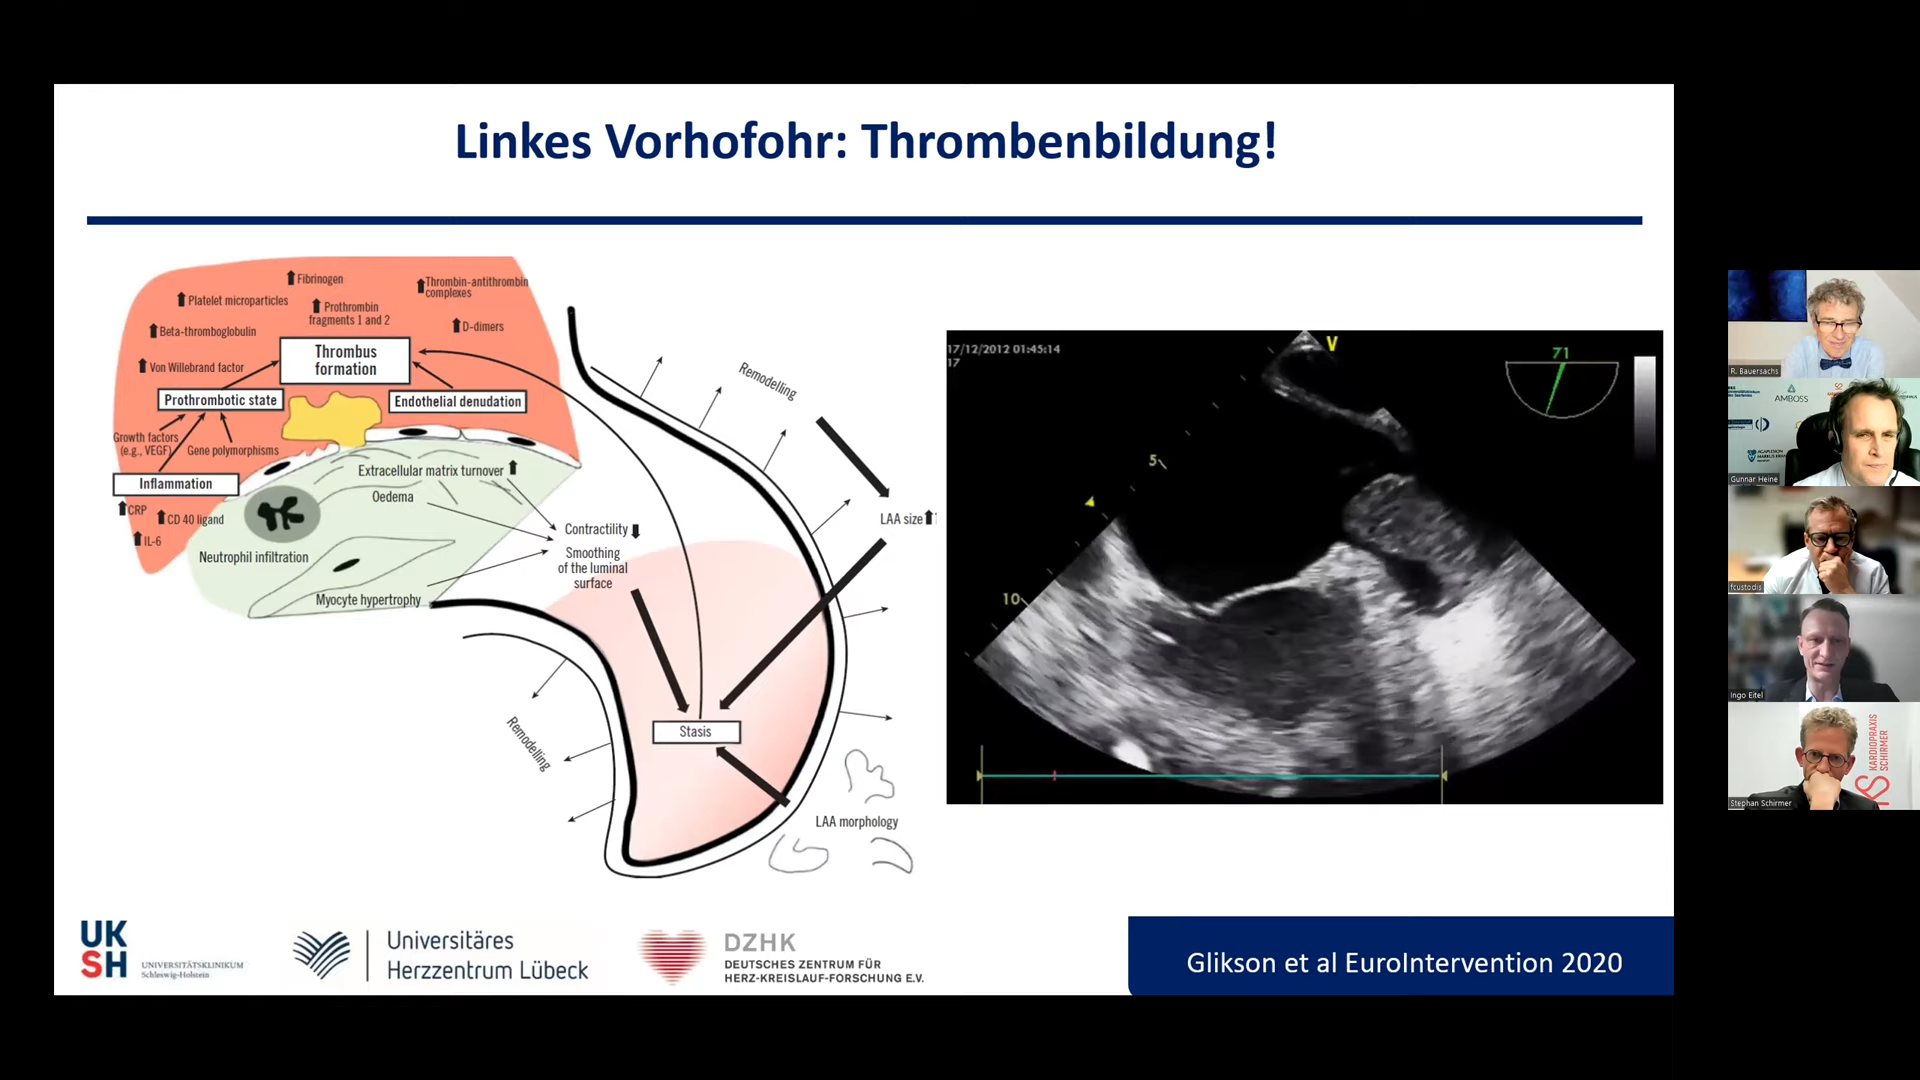 Linkes Vorhofohr: Thrombenbildung!
Fibrinogen
Thrombin-antithrombin
complexes
Platelet microparticles
Prothrombin
fragments 1 and 2
Beta-thromboglobulin
D-dimers
Thrombus
formation
Von Willebrand factor
Prothrombotic state
Endothelial denudation
Growth factors
(e.g., VEGF)
Gene polymorphisms
Inflammation
CRP
CD 40 ligand
IL-6
Extracellular matrix turnover
Oedema
Neutrophil infiltration
Myocyte hypertrophy
Contractility
Smoothing
of the luminal
surface
Remodelling
LAA size
Stasis
Remodelling
LAA morphology
17/12/2012 01:45:14
17
V
71
5
10
UK
SH
UNIVERSITÄTSKLINIKUM
Schleswig-Holstein
Universitäres
Herzzentrum Lübeck
DZHK
DEUTSCHES ZENTRUM FÜR
HERZ-KREISLAUF-FORSCHUNG E.V.
Glikson et al EuroIntervention 2020
R. Bauersachs
AMBOSS
AGAPLESION
Gunnar Heine
fcustodis
Ingo Eitel
KARDIOPRAXIS
SCHIRMER
Stephan Schirmer